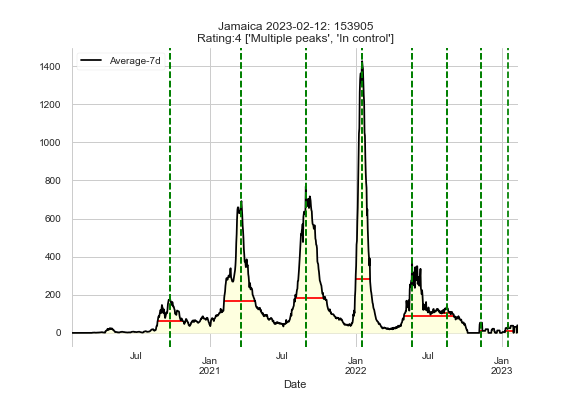 Jamaica 2023-02-12: 153905
Rating:4 ['Multiple peaks', 'In control']
Average-7d
1400
1200
1000
800
600
400
200
0
Jul
Jan
2021
Jul
Jan
2022
Jul
Jan
2023
Date